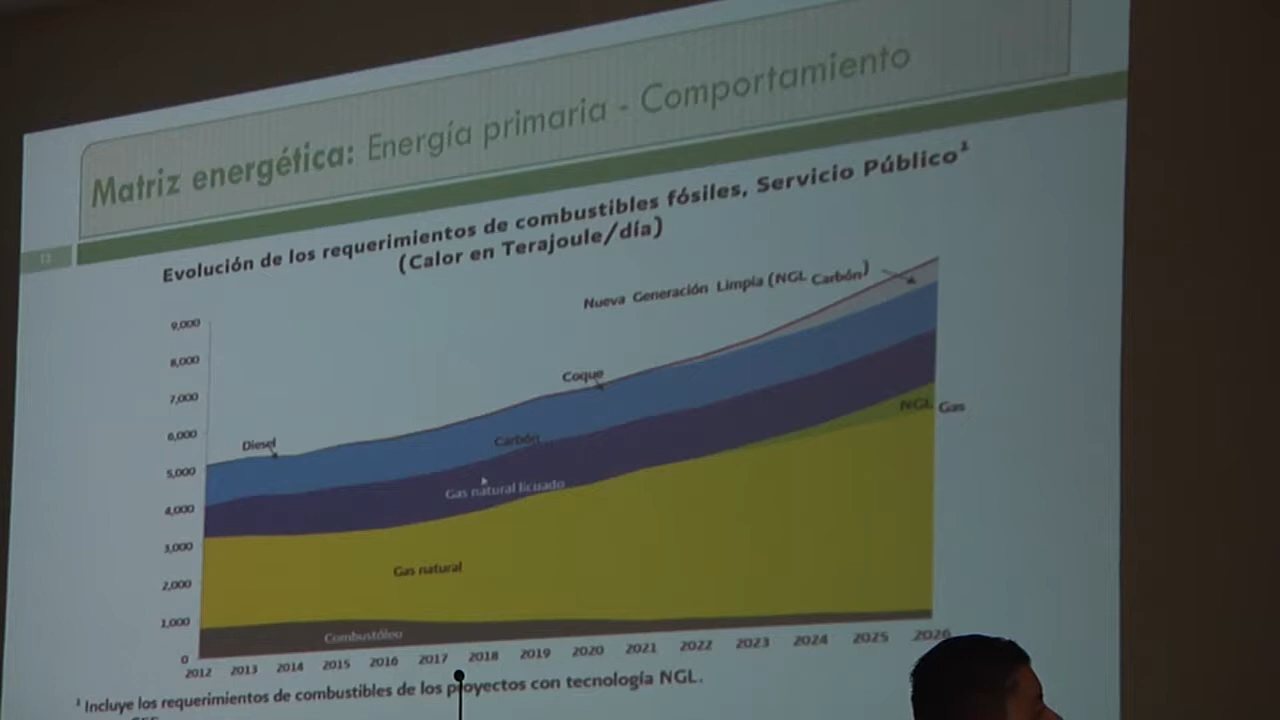 Matriz energética: Energía primaria - Comportamiento
13
Evolución de los requerimientos de combustibles fósiles, Servicio Público¹
(Calor en Terajoule/día)
Nueva Generación Limpia (NGL Carbón)
9,000
8,000
7,000
6,000
5,000
4,000
3,000
2,000
1,000
0
Coque
Diesel
Carbón
NGL Gas
Gas natural licuado
Gas natural
Combustóleo
2012 2013 2014 2015 2016 2017 2018 2019 2020 2021 2022 2023 2024 2025 2026
¹ Incluye los requerimientos de combustibles de los proyectos con tecnología NGL.